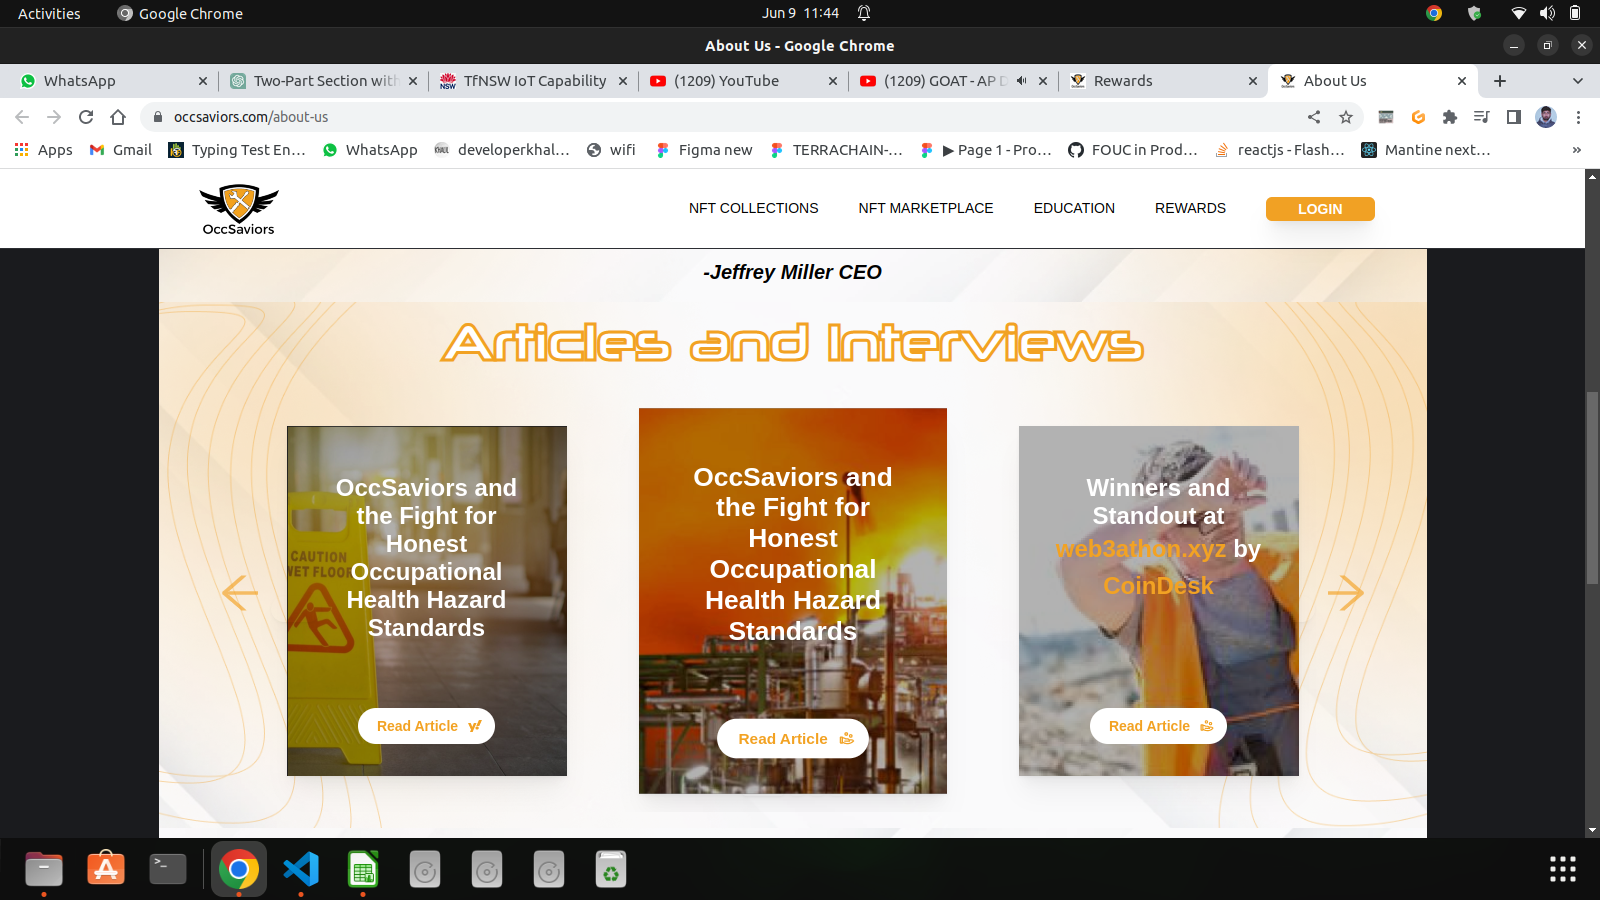 Activities
Google Chrome
Jun 9 11:44
About Us - Google Chrome
WhatsApp
Two-Part Section with
TfNSW IoT Capability
(1209) YouTube
(1209) GOAT - AP D
Rewards
About Us
occsaviors.com/about-us
Apps
Gmail
Typing Test En...
WhatsApp
developerkhal...
wifi
Figma new
TERRACHAIN-...
▶ Page 1 - Pro...
FOUC in Prod...
reactjs - Flash...
Mantine next...
»
OccSaviors
NFT COLLECTIONS
NFT MARKETPLACE
EDUCATION
REWARDS
LOGIN
-Jeffrey Miller CEO
Articles and Interviews
OccSaviors and
the Fight for
Honest
Occupational
Health Hazard
Standards
CAUTION
WET FLOOR
Read Article
OccSaviors and
the Fight for
Honest
Occupational
Health Hazard
Standards
Read Article
Winners and
Standout at
web3athon.xyz by
CoinDesk
Read Article